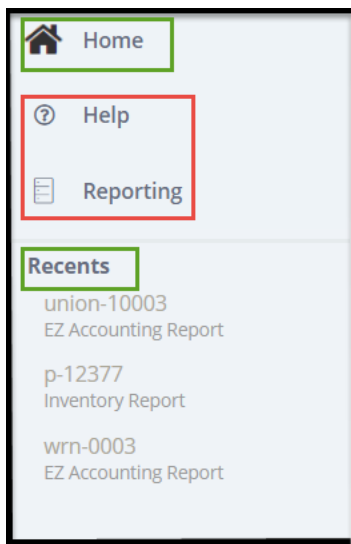 Home
Help
Reporting
Recents
union-10003
EZ Accounting Report
p-12377
Inventory Report
wrn-0003
EZ Accounting Report